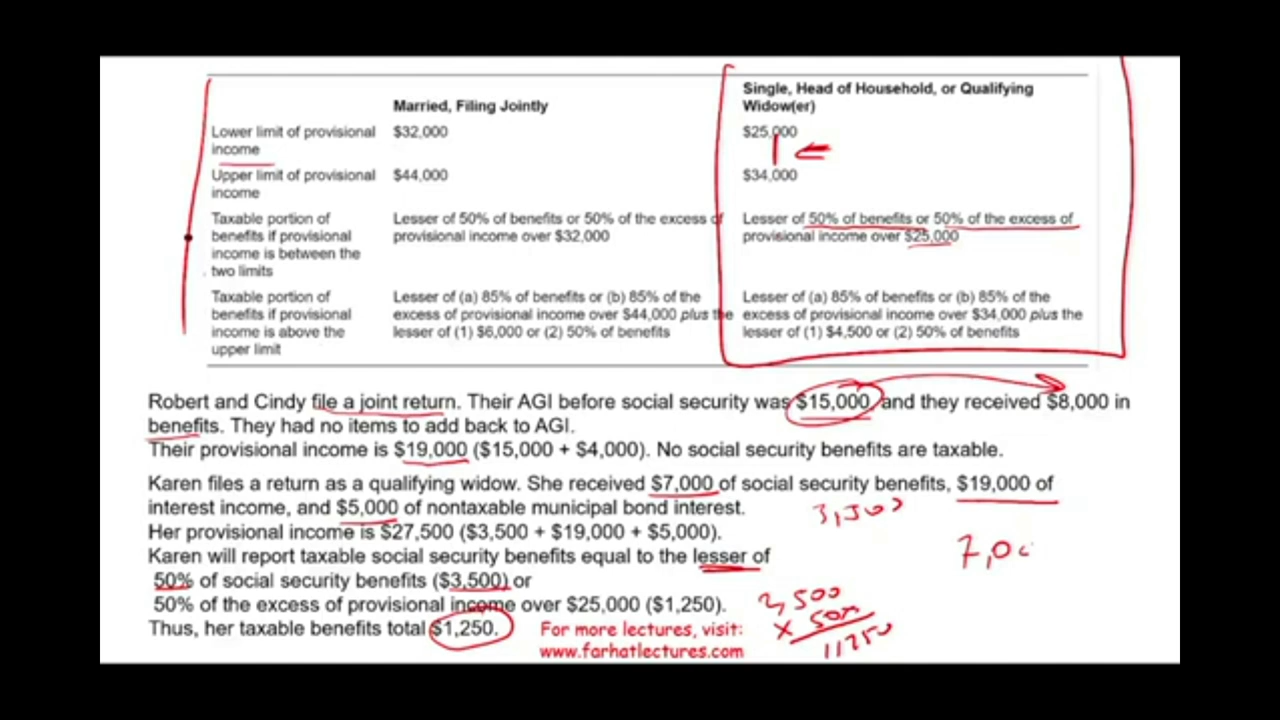 Single, Head of Household, or Qualifying
Married, Filing Jointly Widow(er)
Lower limit of provisional $32,000 $25,000
income
Upper limit of provisional $44,000 $34,000
income
Taxable portion of Lesser of 50% of benefits or 50% of the excess of Lesser of 50% of benefits or 50% of the excess of
benefits if provisional provisional income over $32,000 provisional income over $25,000
income is between the
two limits
Taxable portion of Lesser of (a) 85% of benefits or (b) 85% of the Lesser of (a) 85% of benefits or (b) 85% of the
benefits if provisional excess of provisional income over $44,000 plus the excess of provisional income over $34,000 plus the
income is above the lesser of (1) $6,000 or (2) 50% of benefits lesser of (1) $4,500 or (2) 50% of benefits
upper limit
Robert and Cindy file a joint return. Their AGI before social security was $15,000, and they received $8,000 in
benefits. They had no items to add back to AGI.
Their provisional income is $19,000 ($15,000 + $4,000). No social security benefits are taxable.
Karen files a return as a qualifying widow. She received $7,000 of social security benefits, $19,000 of
interest income, and $5,000 of nontaxable municipal bond interest.
3,500
Her provisional income is $27,500 ($3,500 + $19,000 + $5,000).
7,0
Karen will report taxable social security benefits equal to the lesser of
50% of social security benefits ($3,500) or
2,500
50% of the excess of provisional income over $25,000 ($1,250).
Thus, her taxable benefits total $1,250.
For more lectures, visit:
www.farhatlectures.com